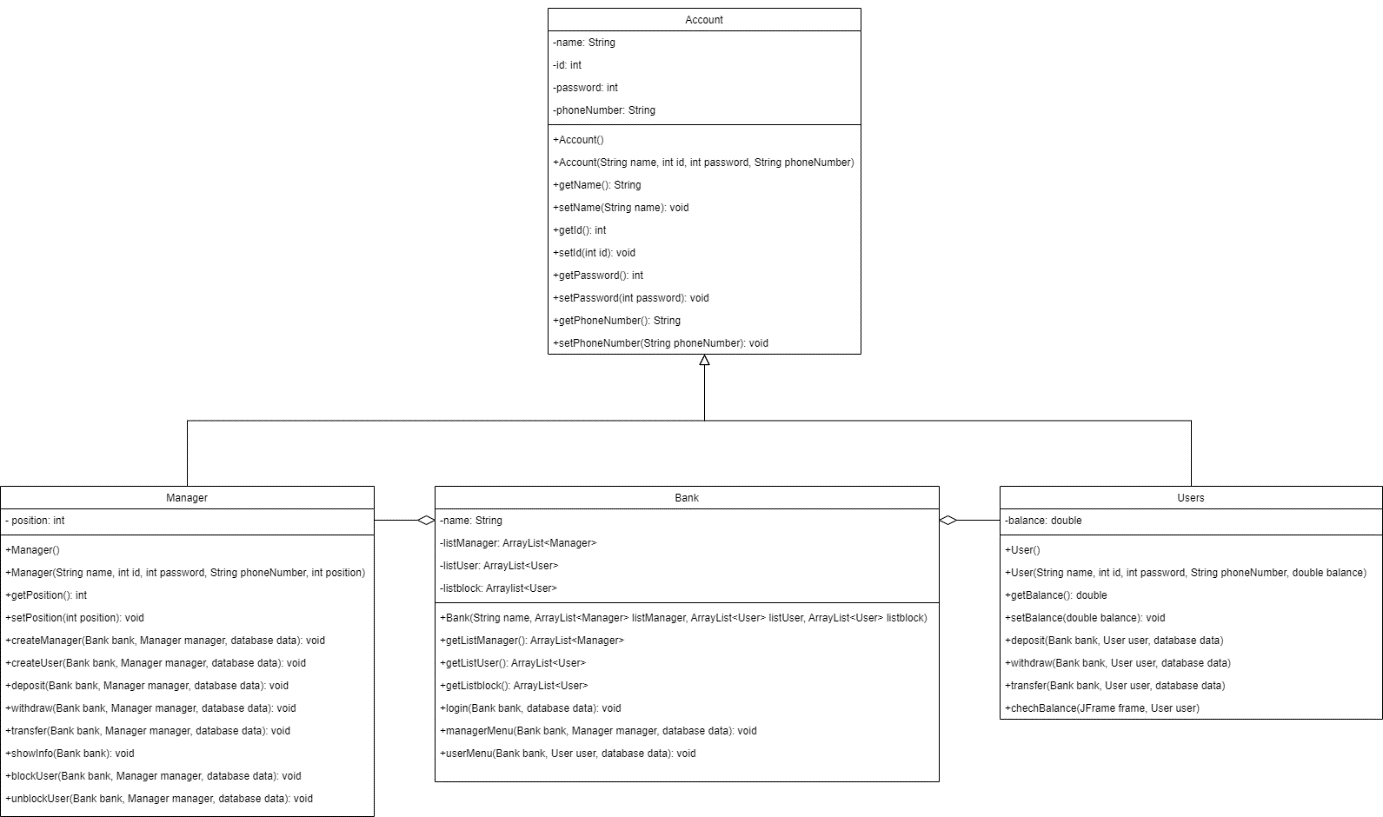 Account
-name: String
-id: int
-password: int
-phoneNumber: String
+Account()
+Account(String name, int id, int password, String phoneNumber)
+getName(): String
+setName(String name): void
+getId(): int
+setId(int id): void
+getPassword(): int
+setPassword(int password): void
+getPhoneNumber(): String
+setPhoneNumber(String phoneNumber): void
Manager
- position: int
+Manager()
+Manager(String name, int id, int password, String phoneNumber, int position)
+getPosition(): int
+setPosition(int position): void
+createManager(Bank bank, Manager manager, database data): void
+createUser(Bank bank, Manager manager, database data): void
+deposit(Bank bank, Manager manager, database data): void
+withdraw(Bank bank, Manager manager, database data): void
+transfer(Bank bank, Manager manager, database data): void
+showInfo(Bank bank): void
+blockUser(Bank bank, Manager manager, database data): void
+unblockUser(Bank bank, Manager manager, database data): void
Bank
-name: String
-listManager: ArrayList<Manager>
-listUser: ArrayList<User>
-listblock: Arraylist<User>
+Bank(String name, ArrayList<Manager> listManager, ArrayList<User> listUser, ArrayList<User> listblock)
+getListManager(): ArrayList<Manager>
+getListUser(): ArrayList<User>
+getListblock(): ArrayList<User>
+login(Bank bank, database data): void
+managerMenu(Bank bank, Manager manager, database data): void
+userMenu(Bank bank, User user, database data): void
Users
-balance: double
+User()
+User(String name, int id, int password, String phoneNumber, double balance)
+getBalance(): double
+setBalance(double balance): void
+deposit(Bank bank, User user, database data)
+withdraw(Bank bank, User user, database data)
+transfer(Bank bank, User user, database data)
+chechBalance(JFrame frame, User user)